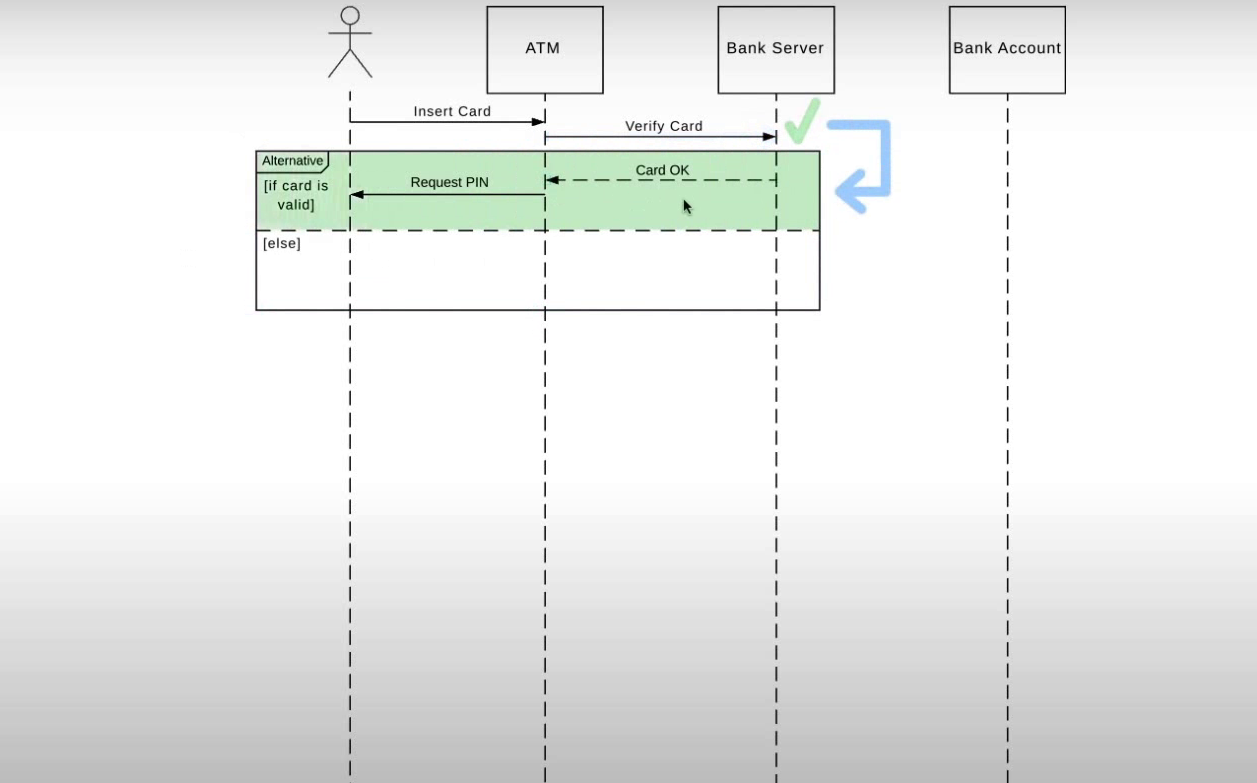 ATM
Bank Server
Bank Account
Insert Card
Verify Card
Alternative
[if card is
valid]
Card OK
Request PIN
[else]